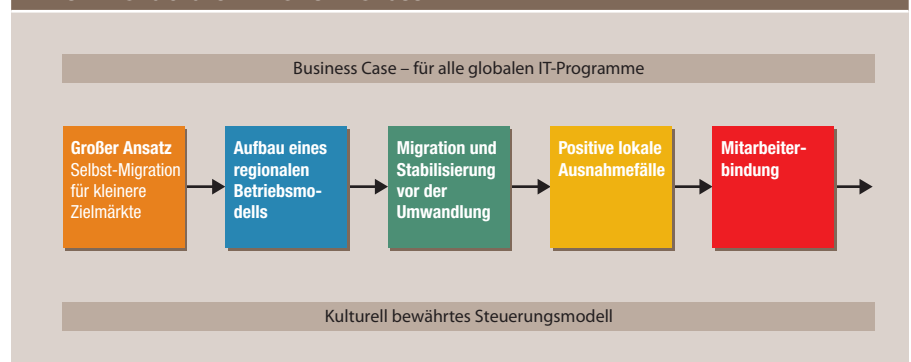 Business Case – für alle globalen IT-Programme
Großer Ansatz
Selbst-Migration
für kleinere
Zielmärkte
Aufbau eines
regionalen
Betriebsmo-
dells
Migration und
Stabilisierung
vor der
Umwandlung
Positive lokale
Ausnahmefälle
Mitarbeiter-
bindung
Kulturell bewährtes Steuerungsmodell